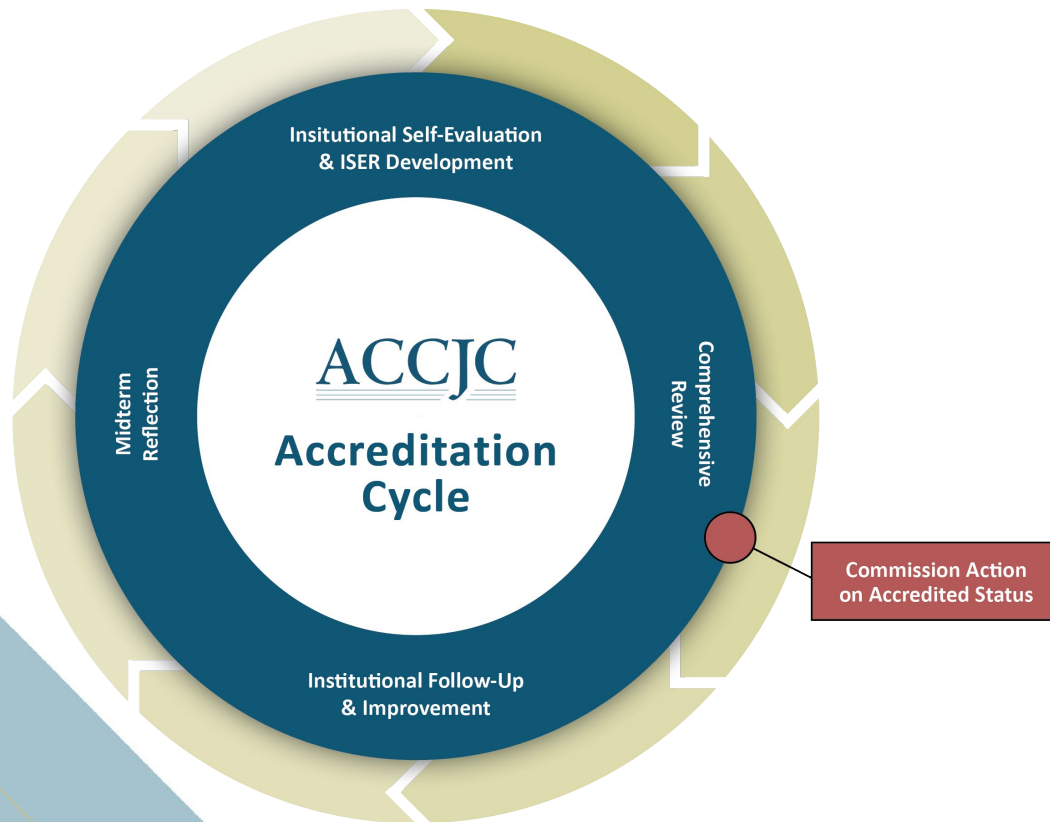 Insitutional Self-Evaluation
& ISER Development
Comprehensive
Review
Commission Action
on Accredited Status
Institutional Follow-Up
& Improvement
Midterm
Reflection
ACCJC
Accreditation
Cycle